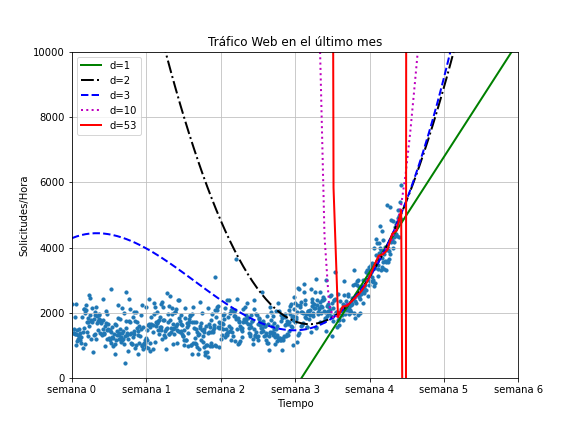 Tráfico Web en el último mes
10000
8000
6000
4000
2000
0
Solicitudes/Hora
d=1
d=2
d=3
d=10
d=53
semana 0 semana 1 semana 2 semana 3 semana 4 semana 5 semana 6
Tiempo